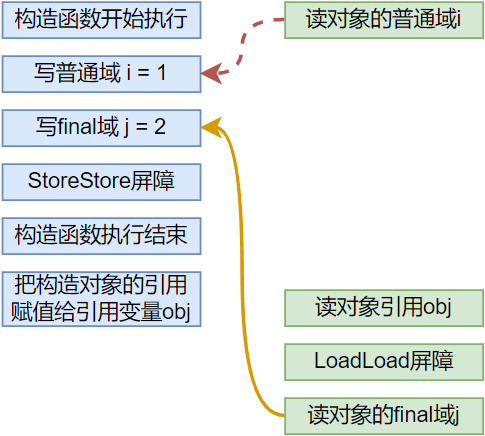 构造函数开始执行
写普通域 i = 1
写final域 j = 2
StoreStore屏障
构造函数执行结束
把构造对象的引用
赋值给引用变量obj
读对象的普通域i
读对象引用obj
LoadLoad屏障
读对象的final域j